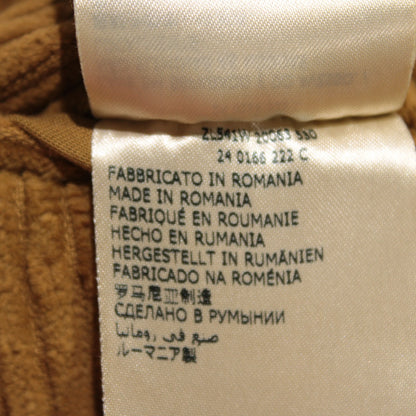 ZL541W 20063 550
24 0166 222 C
FABBRICATO IN ROMANIA
MADE IN ROMANIA
FABRIQUÉ EN ROUMANIE
HECHO EN RUMANIA
HERGESTELLT IN RUMÄNIEN
FABRICADO NA ROMÉNIA
罗马尼亚制造
СДЕЛАНО В РУМЫНИИ
صنع في رومانيا
ルーマニア製